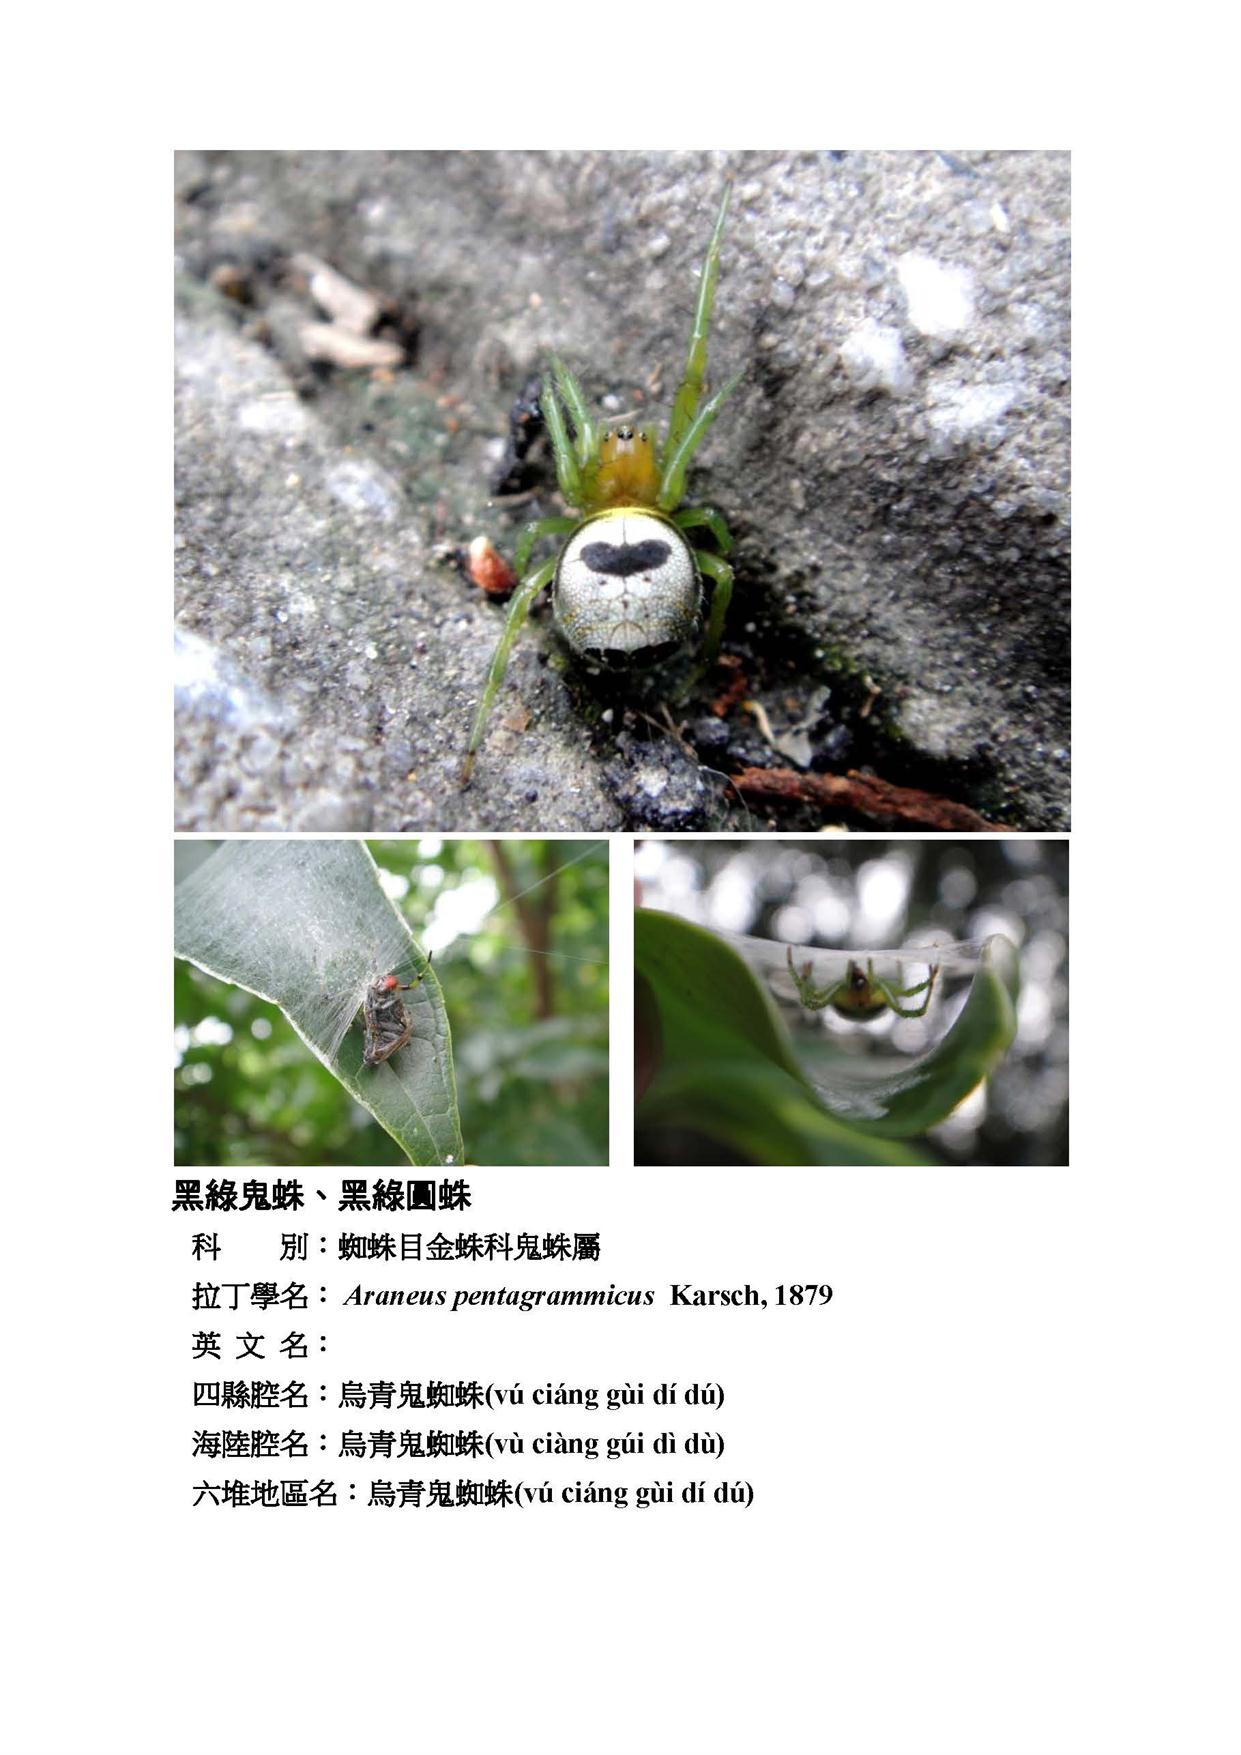 黑綠鬼蛛、黑綠圓蛛
科　　別：蜘蛛目金蛛科鬼蛛屬
拉丁學名： Araneus pentagrammicus Karsch, 1879
英 文 名：
四縣腔名：烏青鬼蜘蛛(vú ciáng gùi dí dú)
海陸腔名：烏青鬼蜘蛛(vù ciàng gúi dì dù)
六堆地區名：烏青鬼蜘蛛(vú ciáng gùi dí dú)